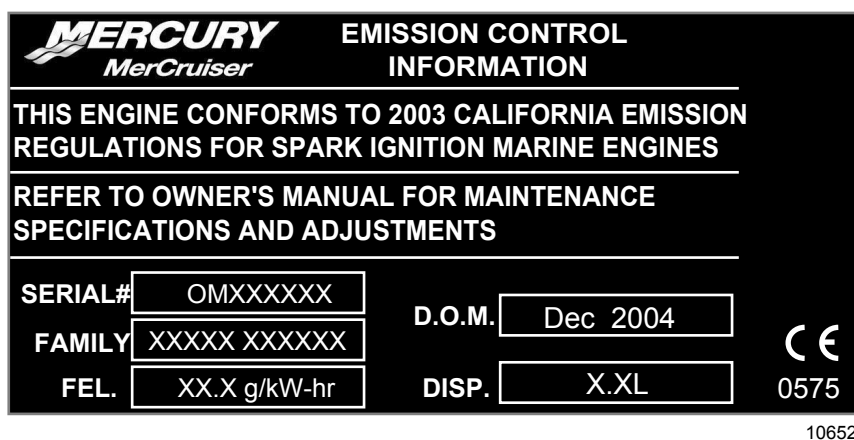 MERCURY
MerCruiser
EMISSION CONTROL
INFORMATION
THIS ENGINE CONFORMS TO 2003 CALIFORNIA EMISSION
REGULATIONS FOR SPARK IGNITION MARINE ENGINES
REFER TO OWNER'S MANUAL FOR MAINTENANCE
SPECIFICATIONS AND ADJUSTMENTS
SERIAL# OMXXXXXX
D.O.M. Dec 2004
FAMILY XXXXX XXXXXX
FEL. XX.X g/kW-hr
DISP. X.XL
CE
0575
10652